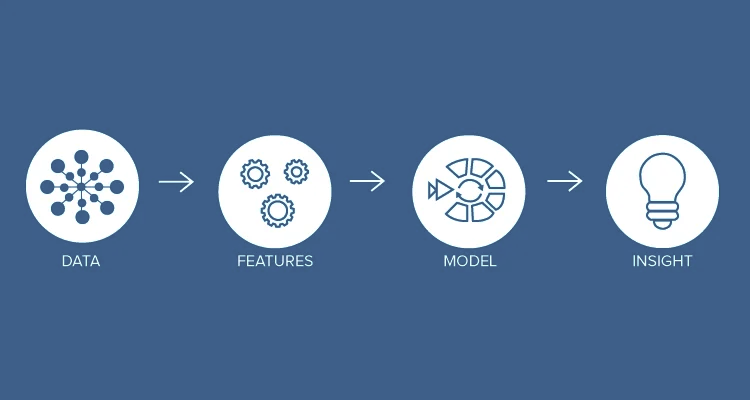 DATA
FEATURES
MODEL
INSIGHT